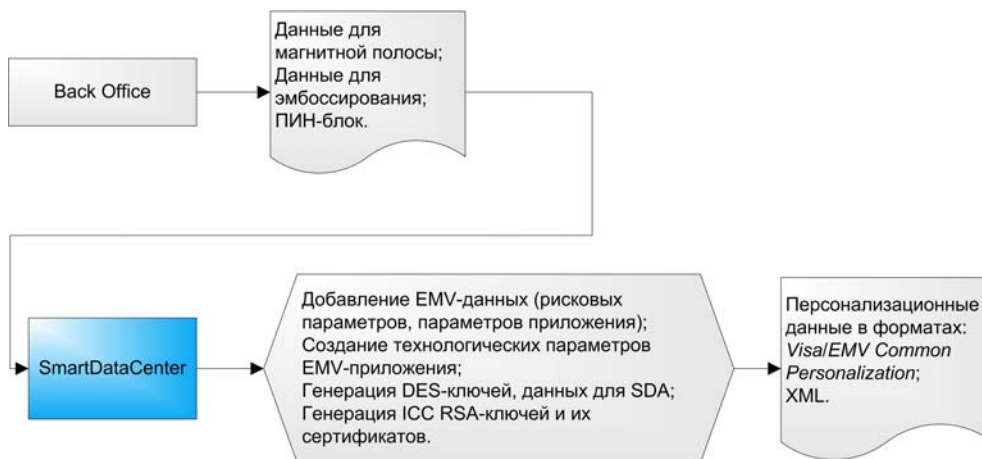 Back Office
Данные для
магнитной полосы;
Данные для
эмбоссирования;
ПИН-блок.
SmartDataCenter
Добавление EMV-данных (рисковых
параметров, параметров приложения);
Создание технологических параметров
EMV-приложения;
Генерация DES-ключей, данных для SDA;
Генерация ICC RSA-ключей и их
сертификатов.
Персонализационные
данные в форматах:
Visa/EMV Common
Personalization;
XML.